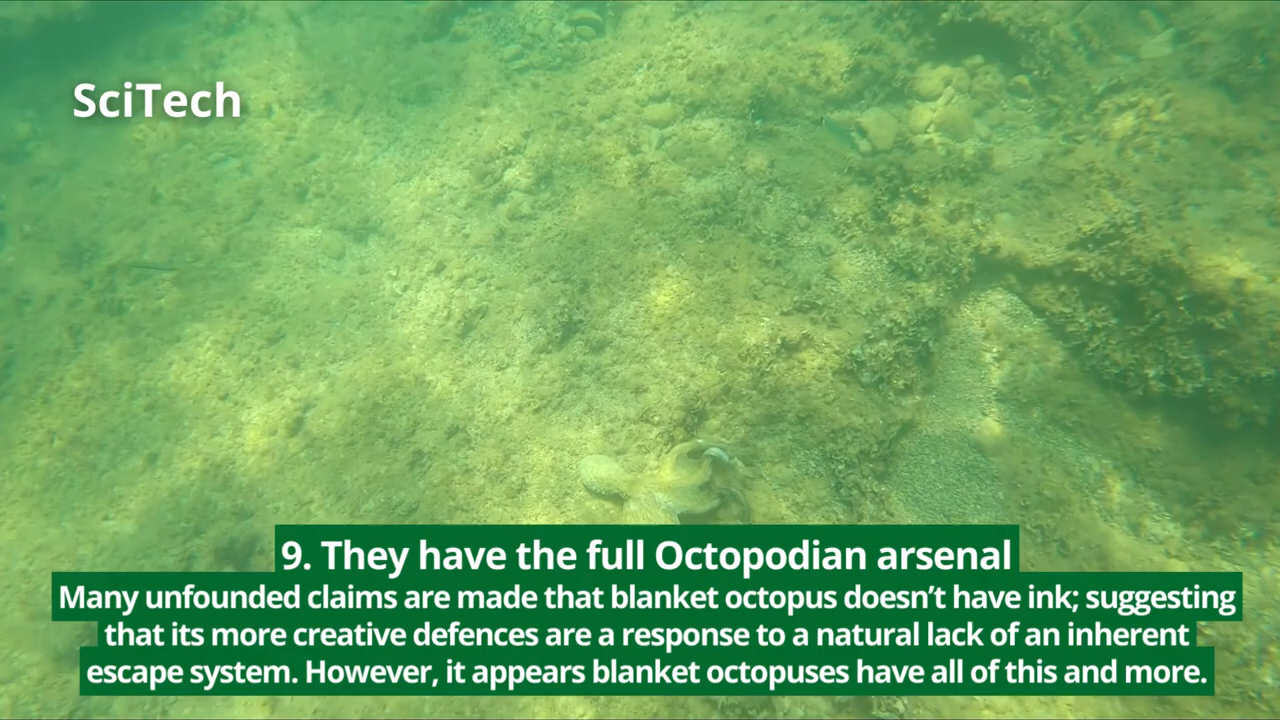 SciTech
9. They have the full Octopodian arsenal
Many unfounded claims are made that blanket octopus doesn’t have ink; suggesting
that its more creative defences are a response to a natural lack of an inherent
escape system. However, it appears blanket octopuses have all of this and more.